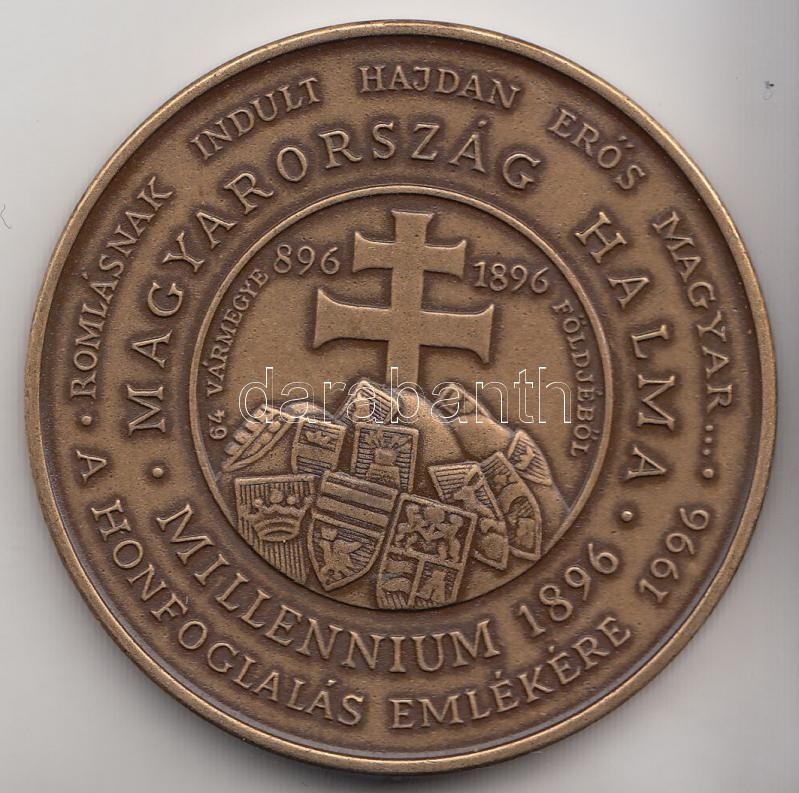 ROMLÁSNAK INDULT HAJDAN ERŐS MAGYAR....
A HONFOGLALÁS EMLÉKÉRE 1996
MAGYARORSZÁG HALMA
MILLENNIUM 1896
896 1896
64 VÁRMEGYE FÖLDJÉBŐL
darabanth